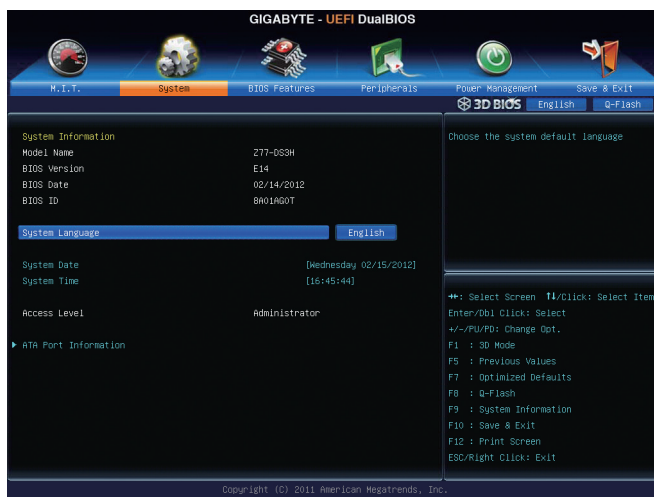 GIGABYTE - UEFI DualBIOS
M.I.T. System BIOS Features Peripherals Power Management Save & Exit
3D BIOS English Q-Flash
System Information
Model Name Z77-DS3H
BIOS Version E14
BIOS Date 02/14/2012
BIOS ID 8A01AG0T
System Language English
System Date [Wednesday 02/15/2012]
System Time [16:45:44]
Access Level Administrator
ATA Port Information
Choose the system default language
→←: Select Screen ↑↓/Click: Select Item
Enter/Dbl Click: Select
+/-/PU/PD: Change Opt.
F1 : 3D Mode
F5 : Previous Values
F7 : Optimized Defaults
F8 : Q-Flash
F9 : System Information
F10 : Save & Exit
F12 : Print Screen
ESC/Right Click: Exit
Copyright (C) 2011 American Megatrends, Inc.